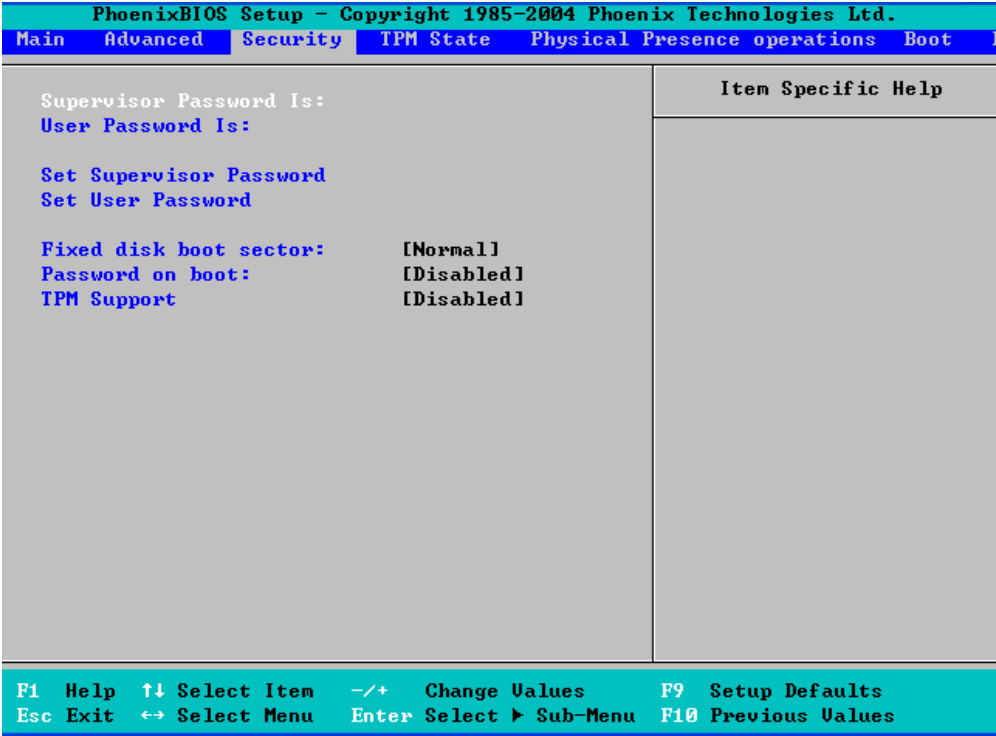 PhoenixBIOS Setup - Copyright 1985-2004 Phoenix Technologies Ltd.
Main Advanced Security TPM State Physical Presence operations Boot
Supervisor Password Is:
User Password Is:
Set Supervisor Password
Set User Password
Fixed disk boot sector: [Normal]
Password on boot: [Disabled]
TPM Support [Disabled]
Item Specific Help
F1 Help ↑↓ Select Item -/+ Change Values F9 Setup Defaults
Esc Exit ↔ Select Menu Enter Select ▶ Sub-Menu F10 Previous Values